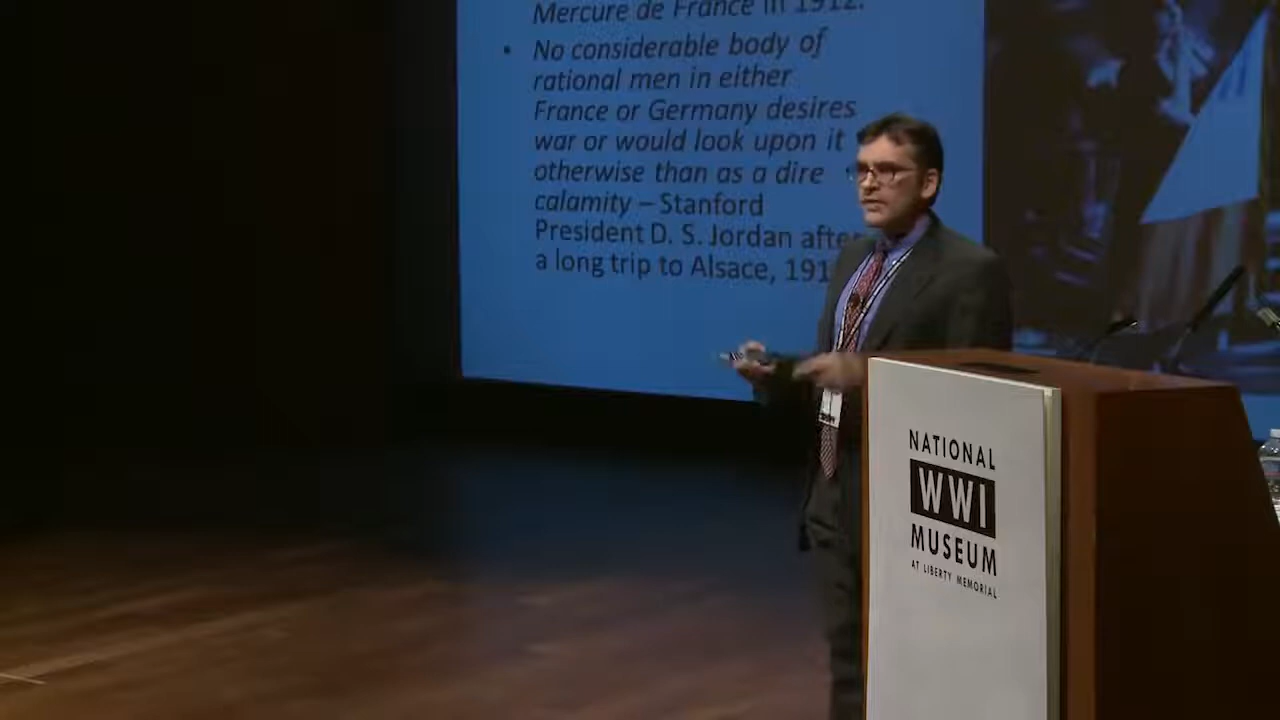 Mercure de France in 1912.
• No considerable body of
rational men in either
France or Germany desires
war or would look upon it
otherwise than as a dire
calamity – Stanford
President D. S. Jordan after
a long trip to Alsace, 191
NATIONAL
WWI
MUSEUM
AT LIBERTY MEMORIAL